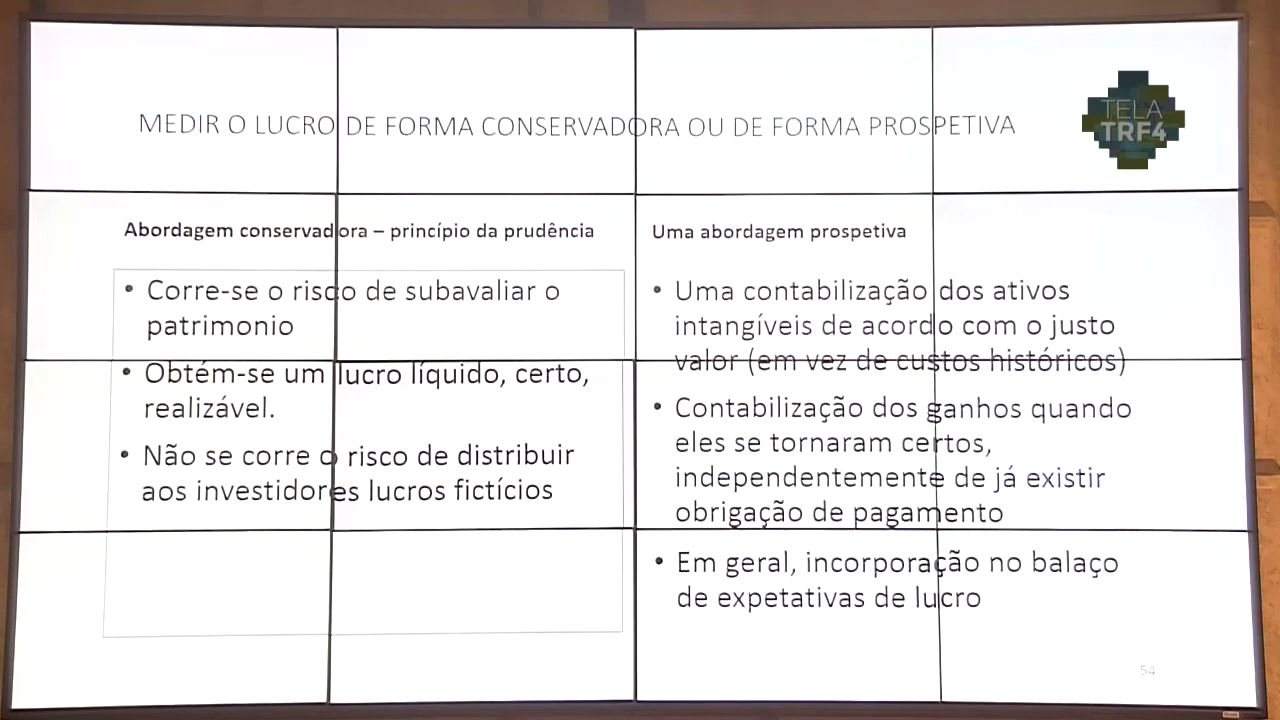 MEDIR O LUCRO DE FORMA CONSERVADORA OU DE FORMA PROSPETIVA
TELA
TRF4
Abordagem conservadora – princípio da prudência
• Corre-se o risco de subavaliar o
patrimonio
• Obtém-se um lucro líquido, certo,
realizável.
• Não se corre o risco de distribuir
aos investidores lucros fictícios
Uma abordagem prospetiva
• Uma contabilização dos ativos
intangíveis de acordo com o justo
valor (em vez de custos históricos)
• Contabilização dos ganhos quando
eles se tornaram certos,
independentemente de já existir
obrigação de pagamento
• Em geral, incorporação no balaço
de expetativas de lucro
54